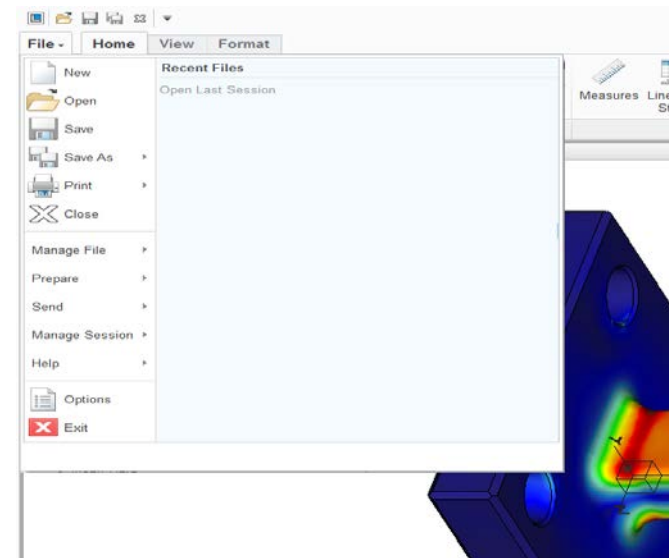 File
Home
View
Format
New
Open
Save
Save As
Print
Close
Manage File
Prepare
Send
Manage Session
Help
Options
Exit
Recent Files
Open Last Session
Measures
Y